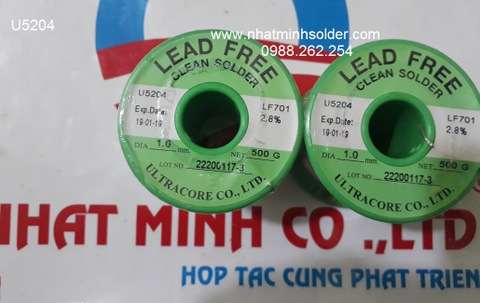 U5204
www.nhatminhsolder.com
0988.262.254
LEAD FREE
CLEAN SOLDER
U5204
LF701
Exp.Date:
2.8%
19-01-19
DIA 1.0 mm
NET 500 G
LOT NO 22200117-3
ULTRACORE CO., LTD.
LEAD FREE
CLEAN SOLDER
U5204
LF701
Exp.Date:
2.8%
19-01-19
DIA 1.0 mm
NET 500 G
LOT NO 22200117-3
ULTRACORE CO., LTD.
NHAT MINH CO .,LTD
HOP TAC CUNG PHAT TRIEN